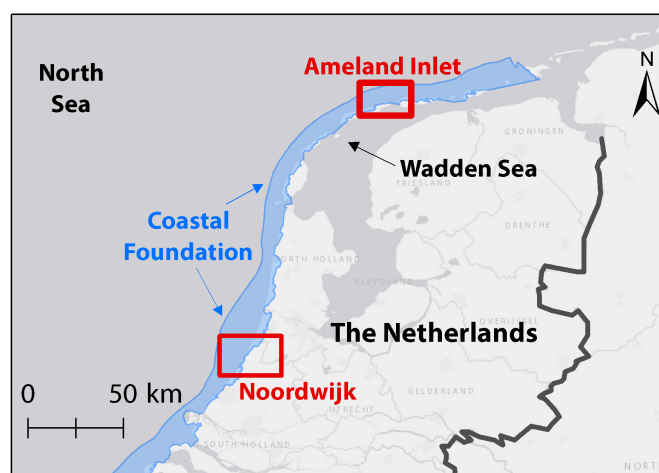 North
Sea
Ameland Inlet
N
GRONINGEN
Wadden Sea
FRIESLAND
Coastal
Foundation
DRENTHE
NORTH HOLLAND
FLEVOLAND
OVERIJSSEL
The Netherlands
Noordwijk
0 50 km
GELDERLAND
UTRECHT
SOUTH HOLLAND
NORT